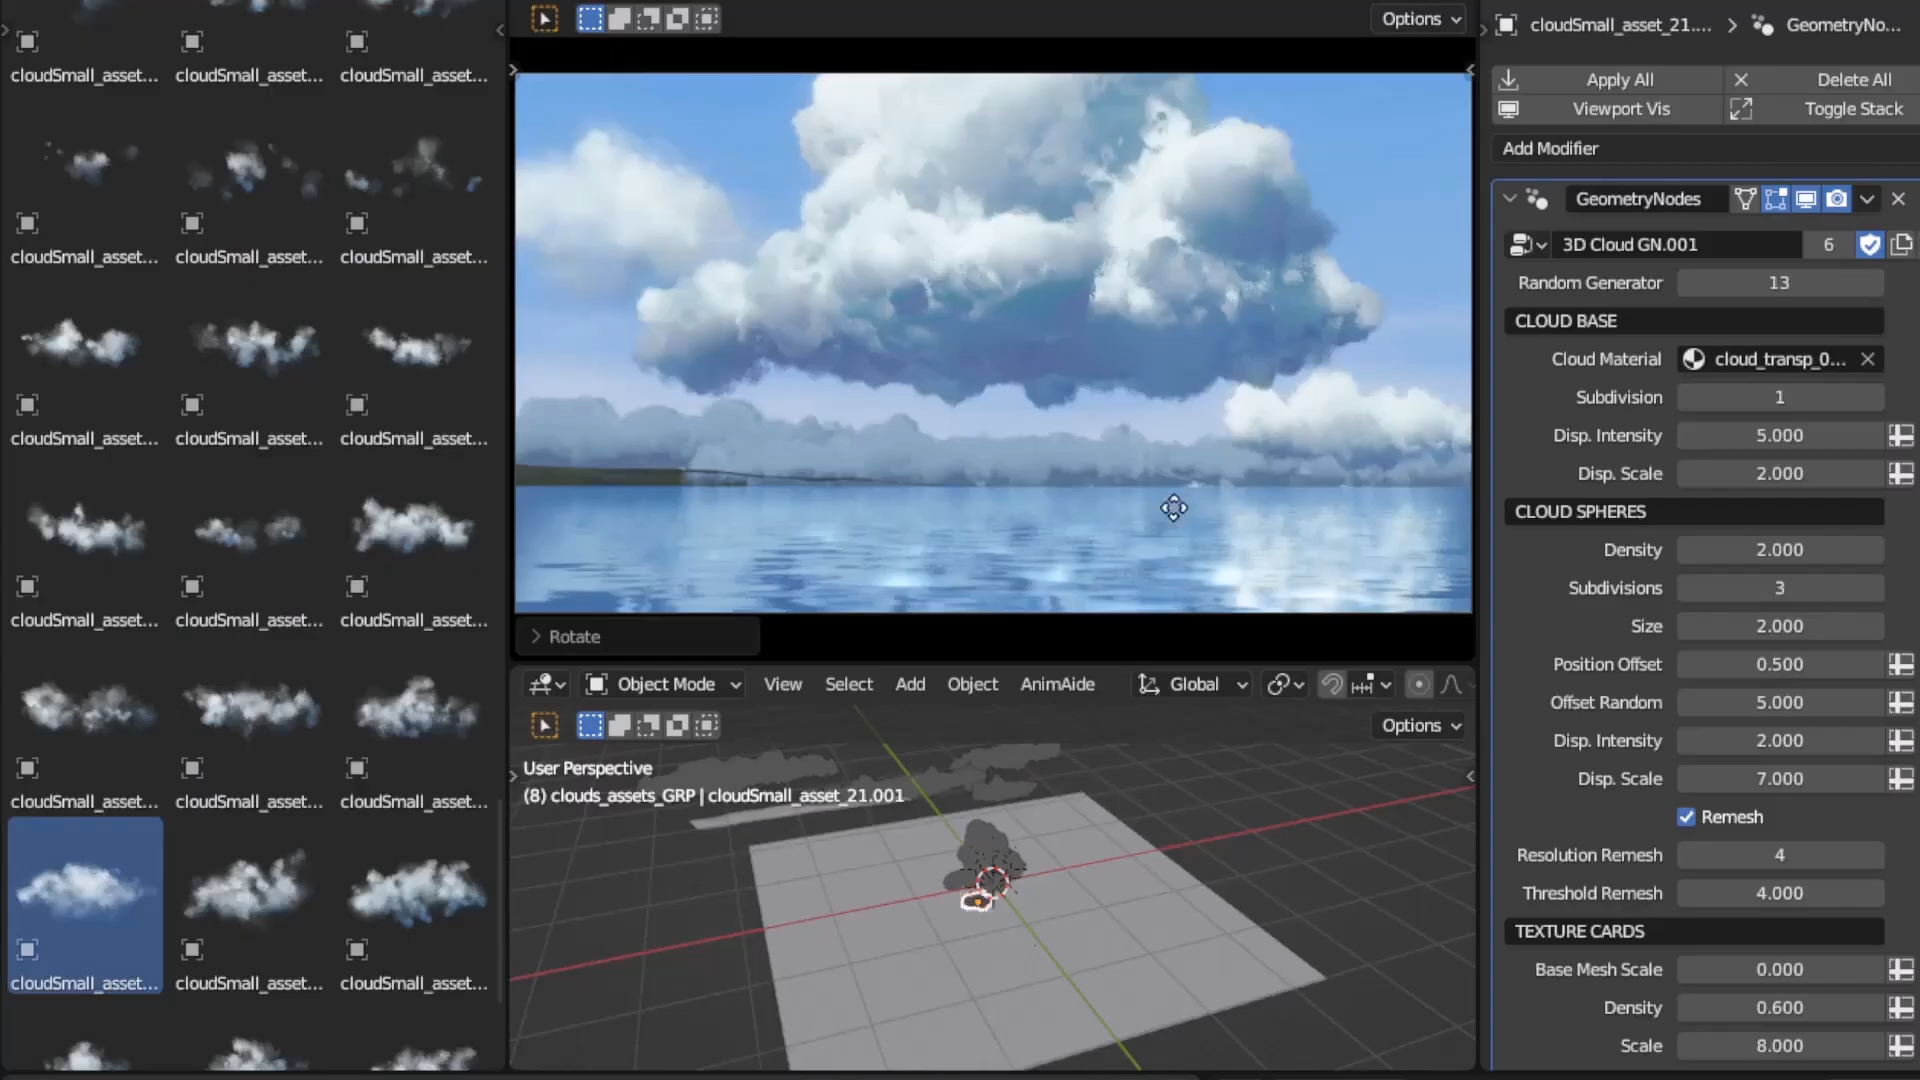 cloudSmall_asset... cloudSmall_asset... cloudSmall_asset...
cloudSmall_asset... cloudSmall_asset... cloudSmall_asset...
cloudSmall_asset... cloudSmall_asset... cloudSmall_asset...
cloudSmall_asset... cloudSmall_asset... cloudSmall_asset...
cloudSmall_asset... cloudSmall_asset... cloudSmall_asset...
cloudSmall_asset... cloudSmall_asset... cloudSmall_asset...
Options
Rotate
Object Mode View Select Add Object AnimAide Global
Options
User Perspective
(8) clouds_assets_GRP | cloudSmall_asset_21.001
cloudSmall_asset_21.... GeometryNo...
Apply All Delete All
Viewport Vis Toggle Stack
Add Modifier
GeometryNodes
3D Cloud GN.001 6
Random Generator 13
CLOUD BASE
Cloud Material cloud_transp_0...
Subdivision 1
Disp. Intensity 5.000
Disp. Scale 2.000
CLOUD SPHERES
Density 2.000
Subdivisions 3
Size 2.000
Position Offset 0.500
Offset Random 5.000
Disp. Intensity 2.000
Disp. Scale 7.000
Remesh
Resolution Remesh 4
Threshold Remesh 4.000
TEXTURE CARDS
Base Mesh Scale 0.000
Density 0.600
Scale 8.000